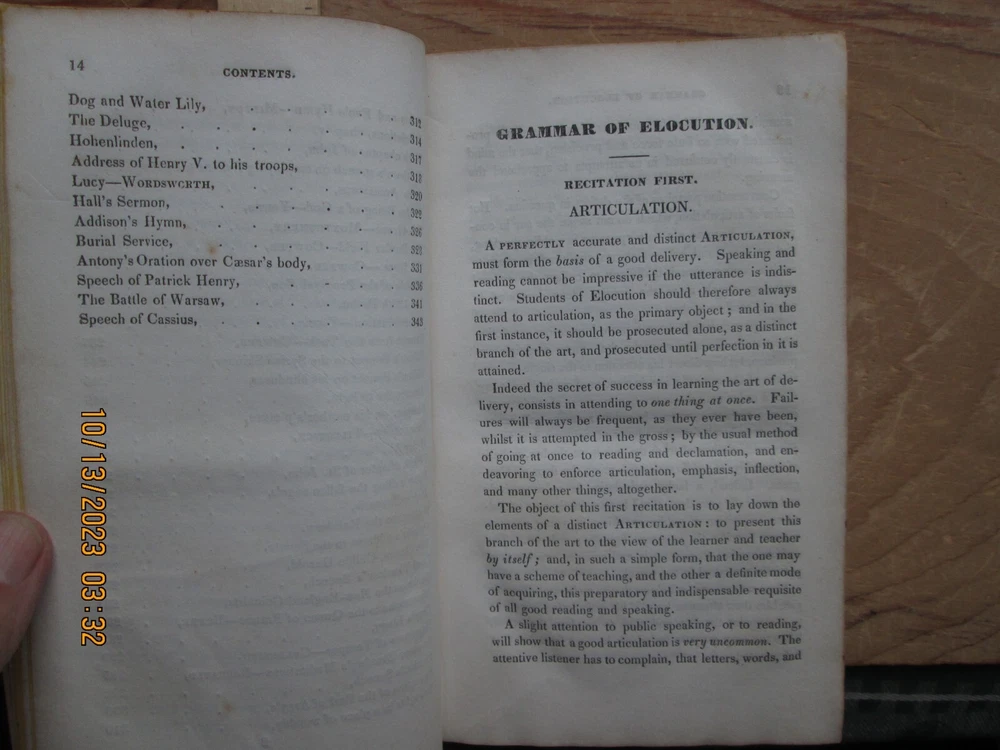 14
CONTENTS.
Dog and Water Lily, . . . . 312
The Deluge, . . . . . . 314
Hohenlinden, . . . . . . 317
Address of Henry V. to his troops, . .
Lucy—WORDSWORTH, . . . . 320
Hall's Sermon, . . . . . 322
Addison's Hymn, . . . . . 326
Burial Service, . . . . . 328
Antony's Oration over Cæsar's body, . . 331
Speech of Patrick Henry, . . . 336
The Battle of Warsaw, . . . . 341
Speech of Cassius, . . . . . 343
GRAMMAR OF ELOCUTION.
RECITATION FIRST.
ARTICULATION.
A PERFECTLY accurate and distinct ARTICULATION,
must form the basis of a good delivery. Speaking and
reading cannot be impressive if the utterance is indis-
tinct. Students of Elocution should therefore always
attend to articulation, as the primary object; and in the
first instance, it should be prosecuted alone, as a distinct
branch of the art, and prosecuted until perfection in it is
attained.
Indeed the secret of success in learning the art of de-
livery, consists in attending to one thing at once. Fail-
ures will always be frequent, as they ever have been,
whilst it is attempted in the gross; by the usual method
of going at once to reading and declamation, and en-
deavoring to enforce articulation, emphasis, inflection,
and many other things, altogether.
The object of this first recitation is to lay down the
elements of a distinct ARTICULATION: to present this
branch of the art to the view of the learner and teacher
by itself; and, in such a simple form, that the one may
have a scheme of teaching, and the other a definite mode
of acquiring, this preparatory and indispensable requisite
of all good reading and speaking.
A slight attention to public speaking, or to reading,
will show that a good articulation is very uncommon. The
attentive listener has to complain, that letters, words, and
10/13/2023 03:32